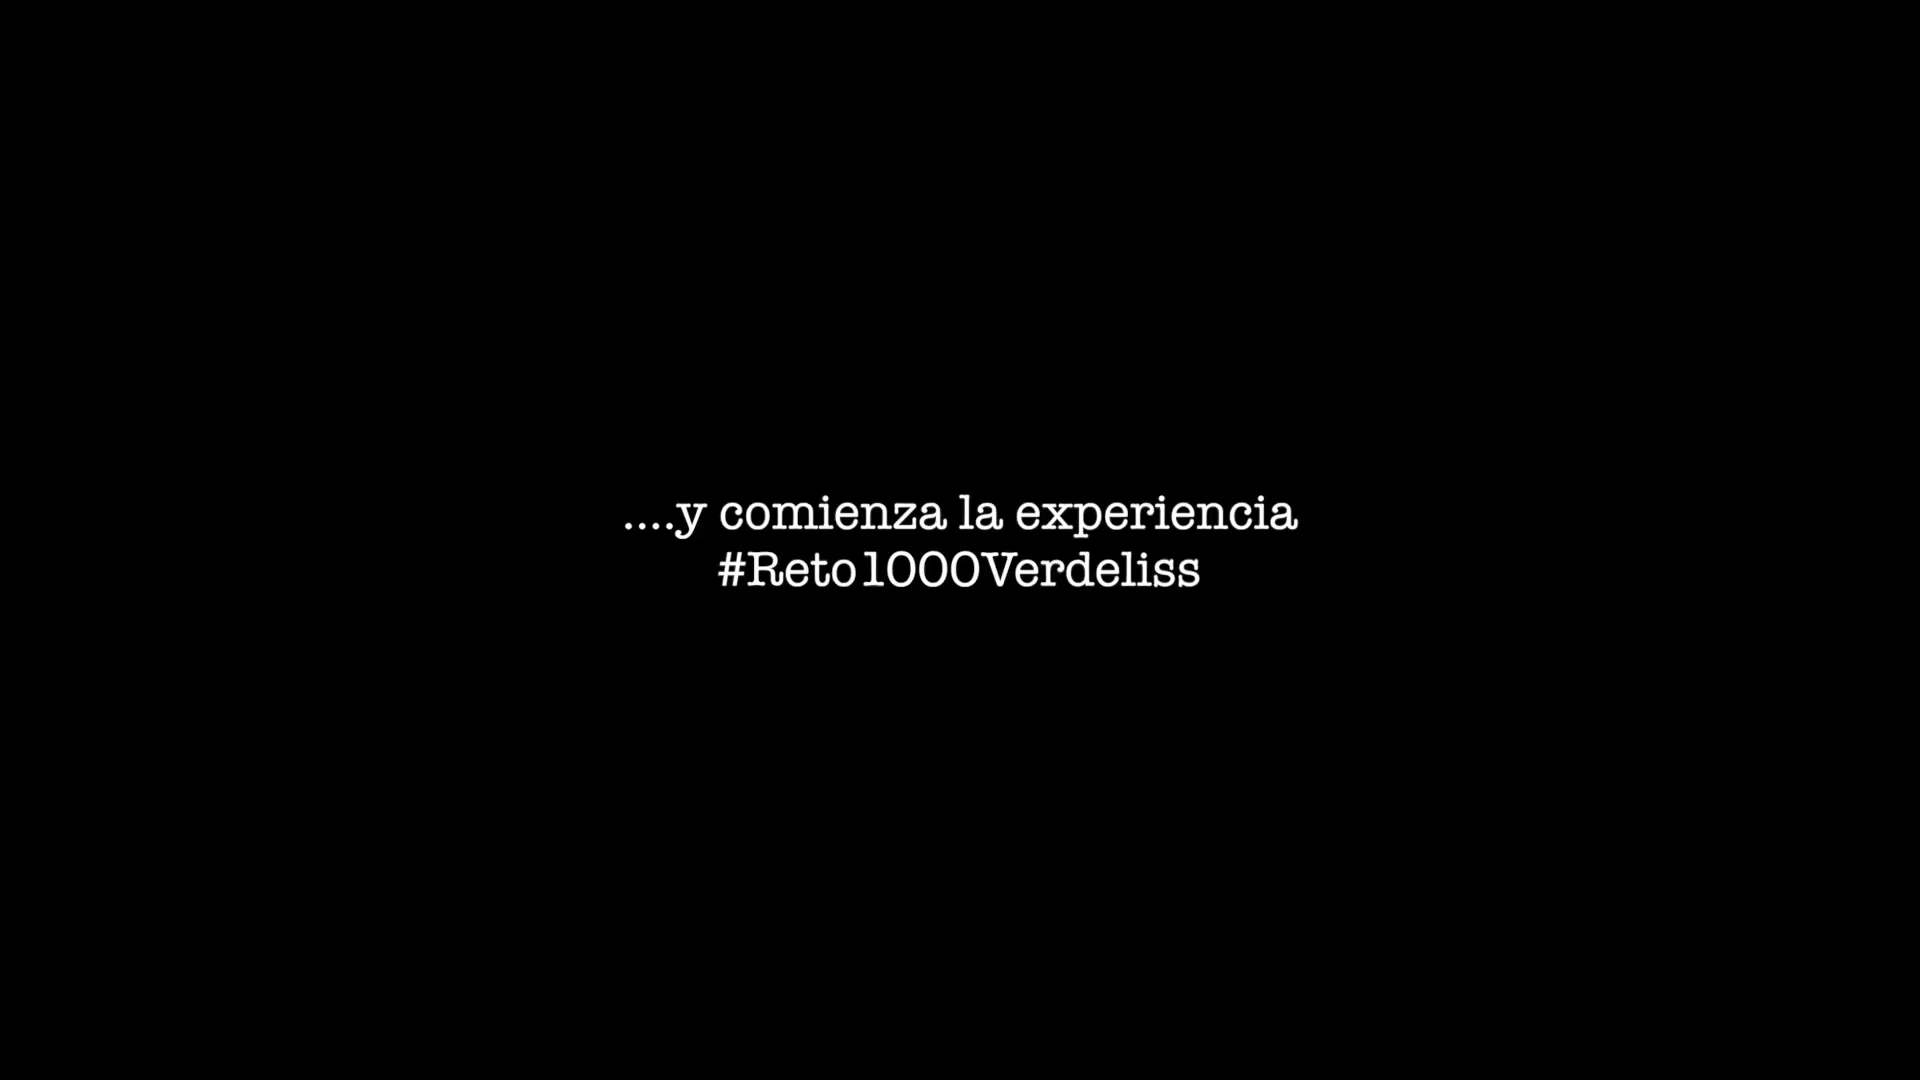 ....y comienza la experiencia
#Reto1000Verdeliss